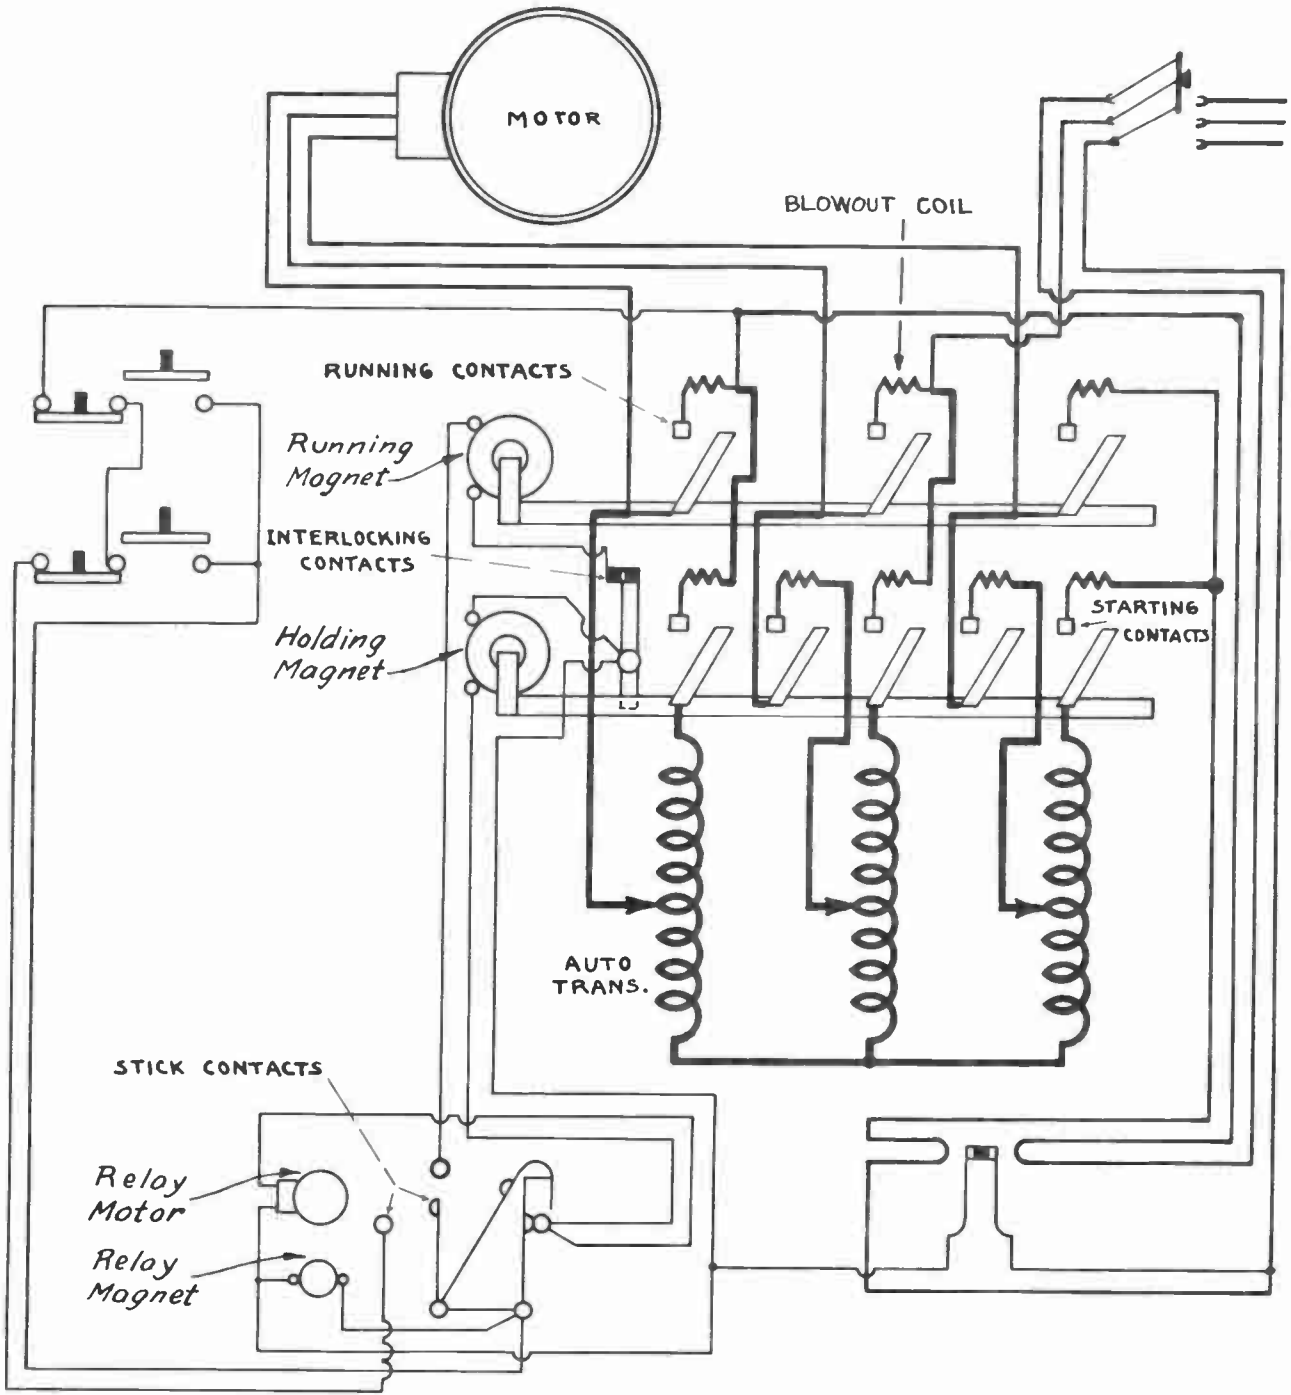 MOTOR
BLOWOUT COIL
RUNNING CONTACTS
Running
Magnet
INTERLOCKING
CONTACTS
STARTING
CONTACTS
Holding
Magnet
AUTO
TRANS.
STICK CONTACTS
Relay
Motor
Relay
Magnet